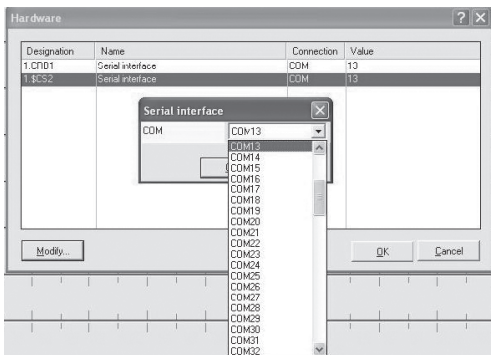 Hardware
Designation Name Connection Value
Serial interface COM 13
1.$CS2 Serial interface COM 13
Serial interface
COM COM13
COM13
COM14
COM15
COM16
COM17
COM18
COM19
COM20
COM21
COM22
COM23
COM24
COM25
COM26
COM27
COM28
COM29
COM30
COM31
COM32
Modify... OK Cancel